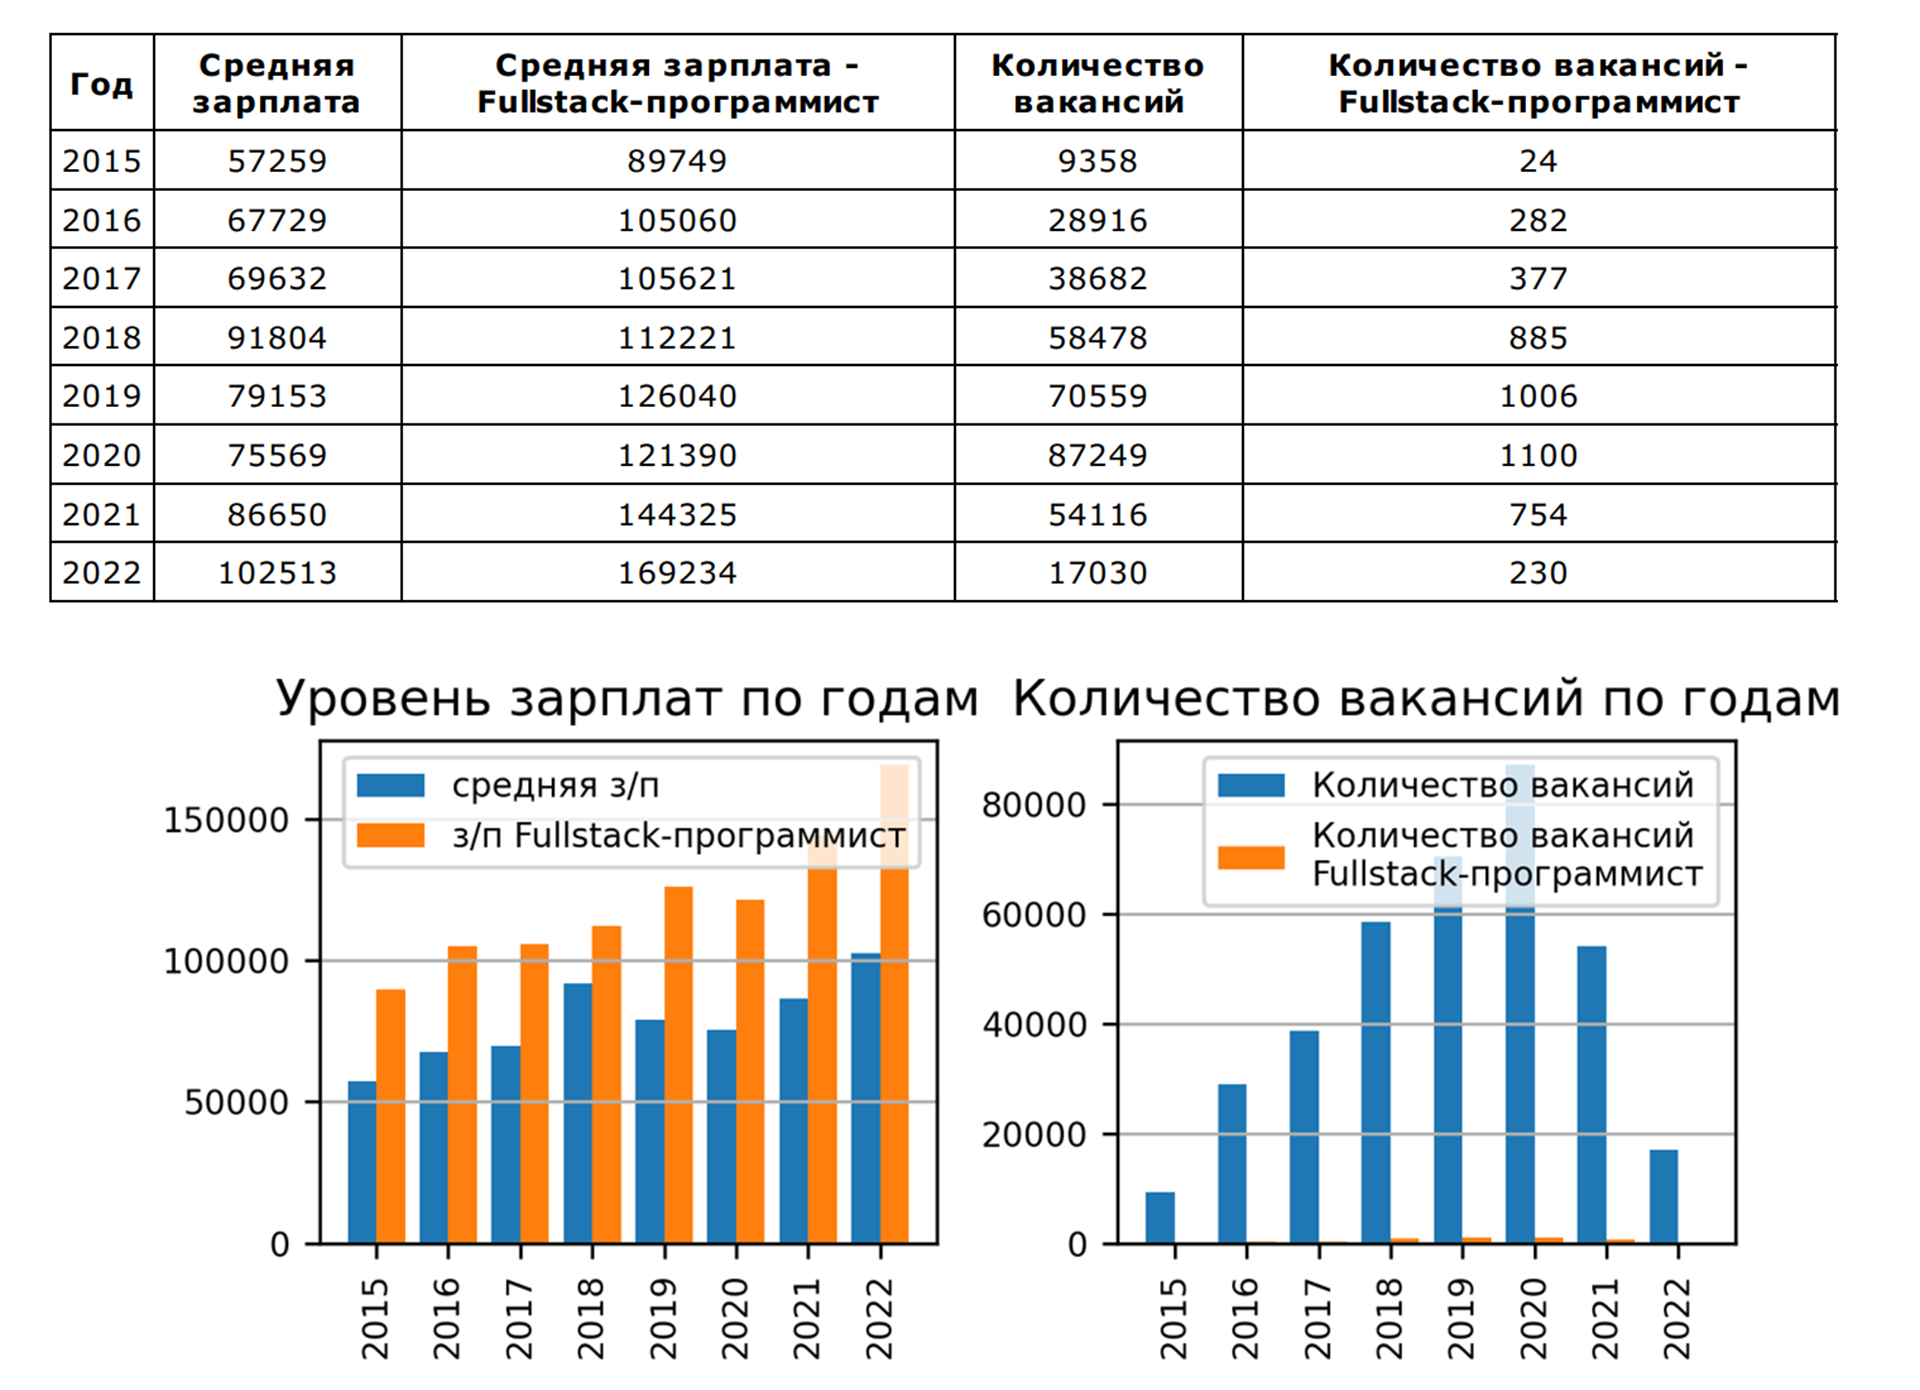 Год
Средняя
зарплата
Средняя зарплата -
Fullstack-программист
Количество
вакансий
Количество вакансий -
Fullstack-программист
2015 57259 89749 9358 24
2016 67729 105060 28916 282
2017 69632 105621 38682 377
2018 91804 112221 58478 885
2019 79153 126040 70559 1006
2020 75569 121390 87249 1100
2021 86650 144325 54116 754
2022 102513 169234 17030 230
Уровень зарплат по годам
средняя з/п
з/п Fullstack-программист
150000
100000
50000
0
2015 2016 2017 2018 2019 2020 2021 2022
Количество вакансий по годам
Количество вакансий
Количество вакансий
Fullstack-программист
80000
60000
40000
20000
0
2015 2016 2017 2018 2019 2020 2021 2022